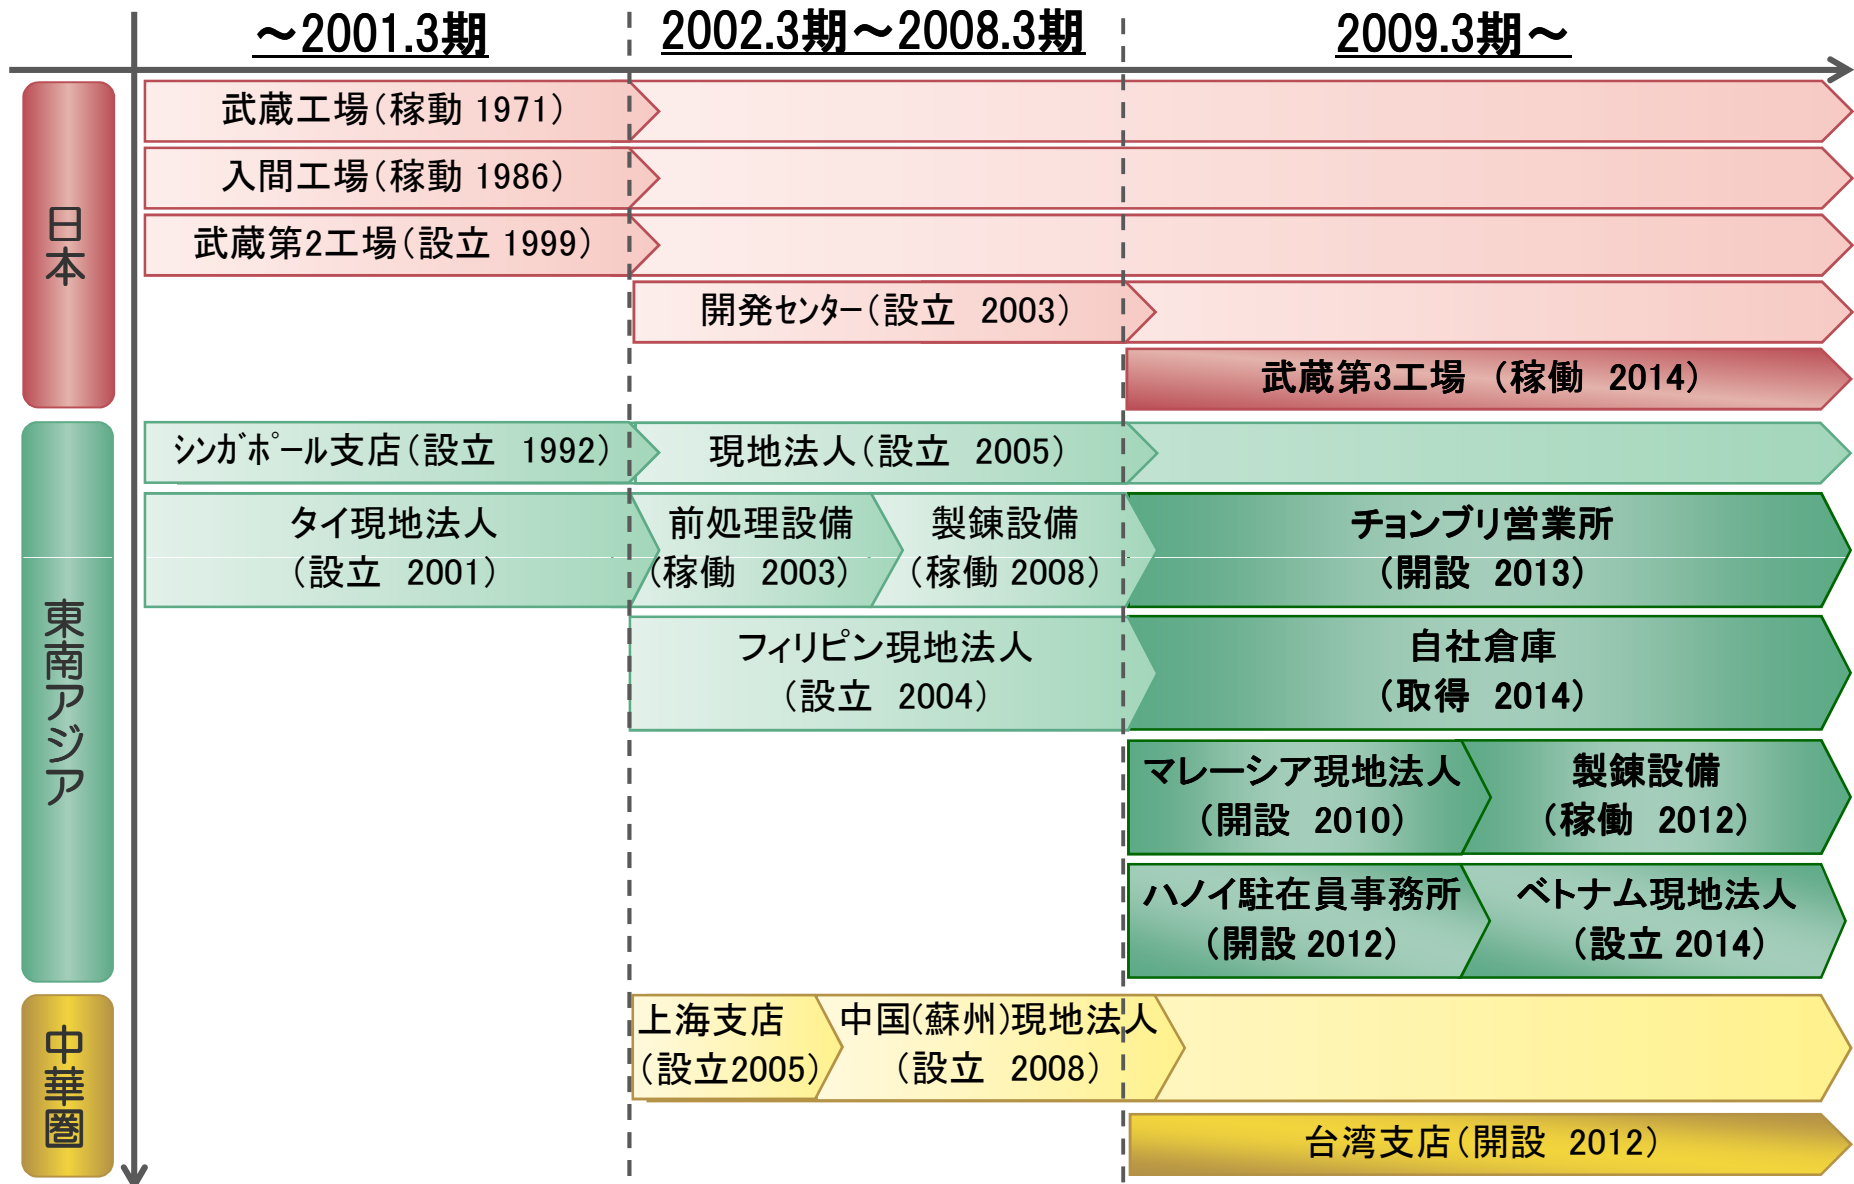 ～2001.3期
2002.3期～2008.3期
2009.3期～
日本
武蔵工場（稼動 1971）
入間工場（稼動 1986）
武蔵第2工場（設立 1999）
開発ｾﾝﾀｰ（設立　2003）
武蔵第3工場　（稼働　2014）
東南アジア
ｼﾝｶﾞﾎﾟｰﾙ支店（設立　1992）
現地法人（設立　2005）
タイ現地法人
（設立　2001）
前処理設備
（稼働　2003）
製錬設備
（稼働 2008）
チョンブリ営業所
（開設　2013）
フィリピン現地法人
（設立　2004）
自社倉庫
（取得　2014）
マレーシア現地法人
（開設　2010）
製錬設備
（稼働　2012）
ハノイ駐在員事務所
（開設 2012）
ベトナム現地法人
（設立 2014）
中華圏
上海支店
（設立2005）
中国(蘇州)現地法人
（設立　2008）
台湾支店（開設　2012）